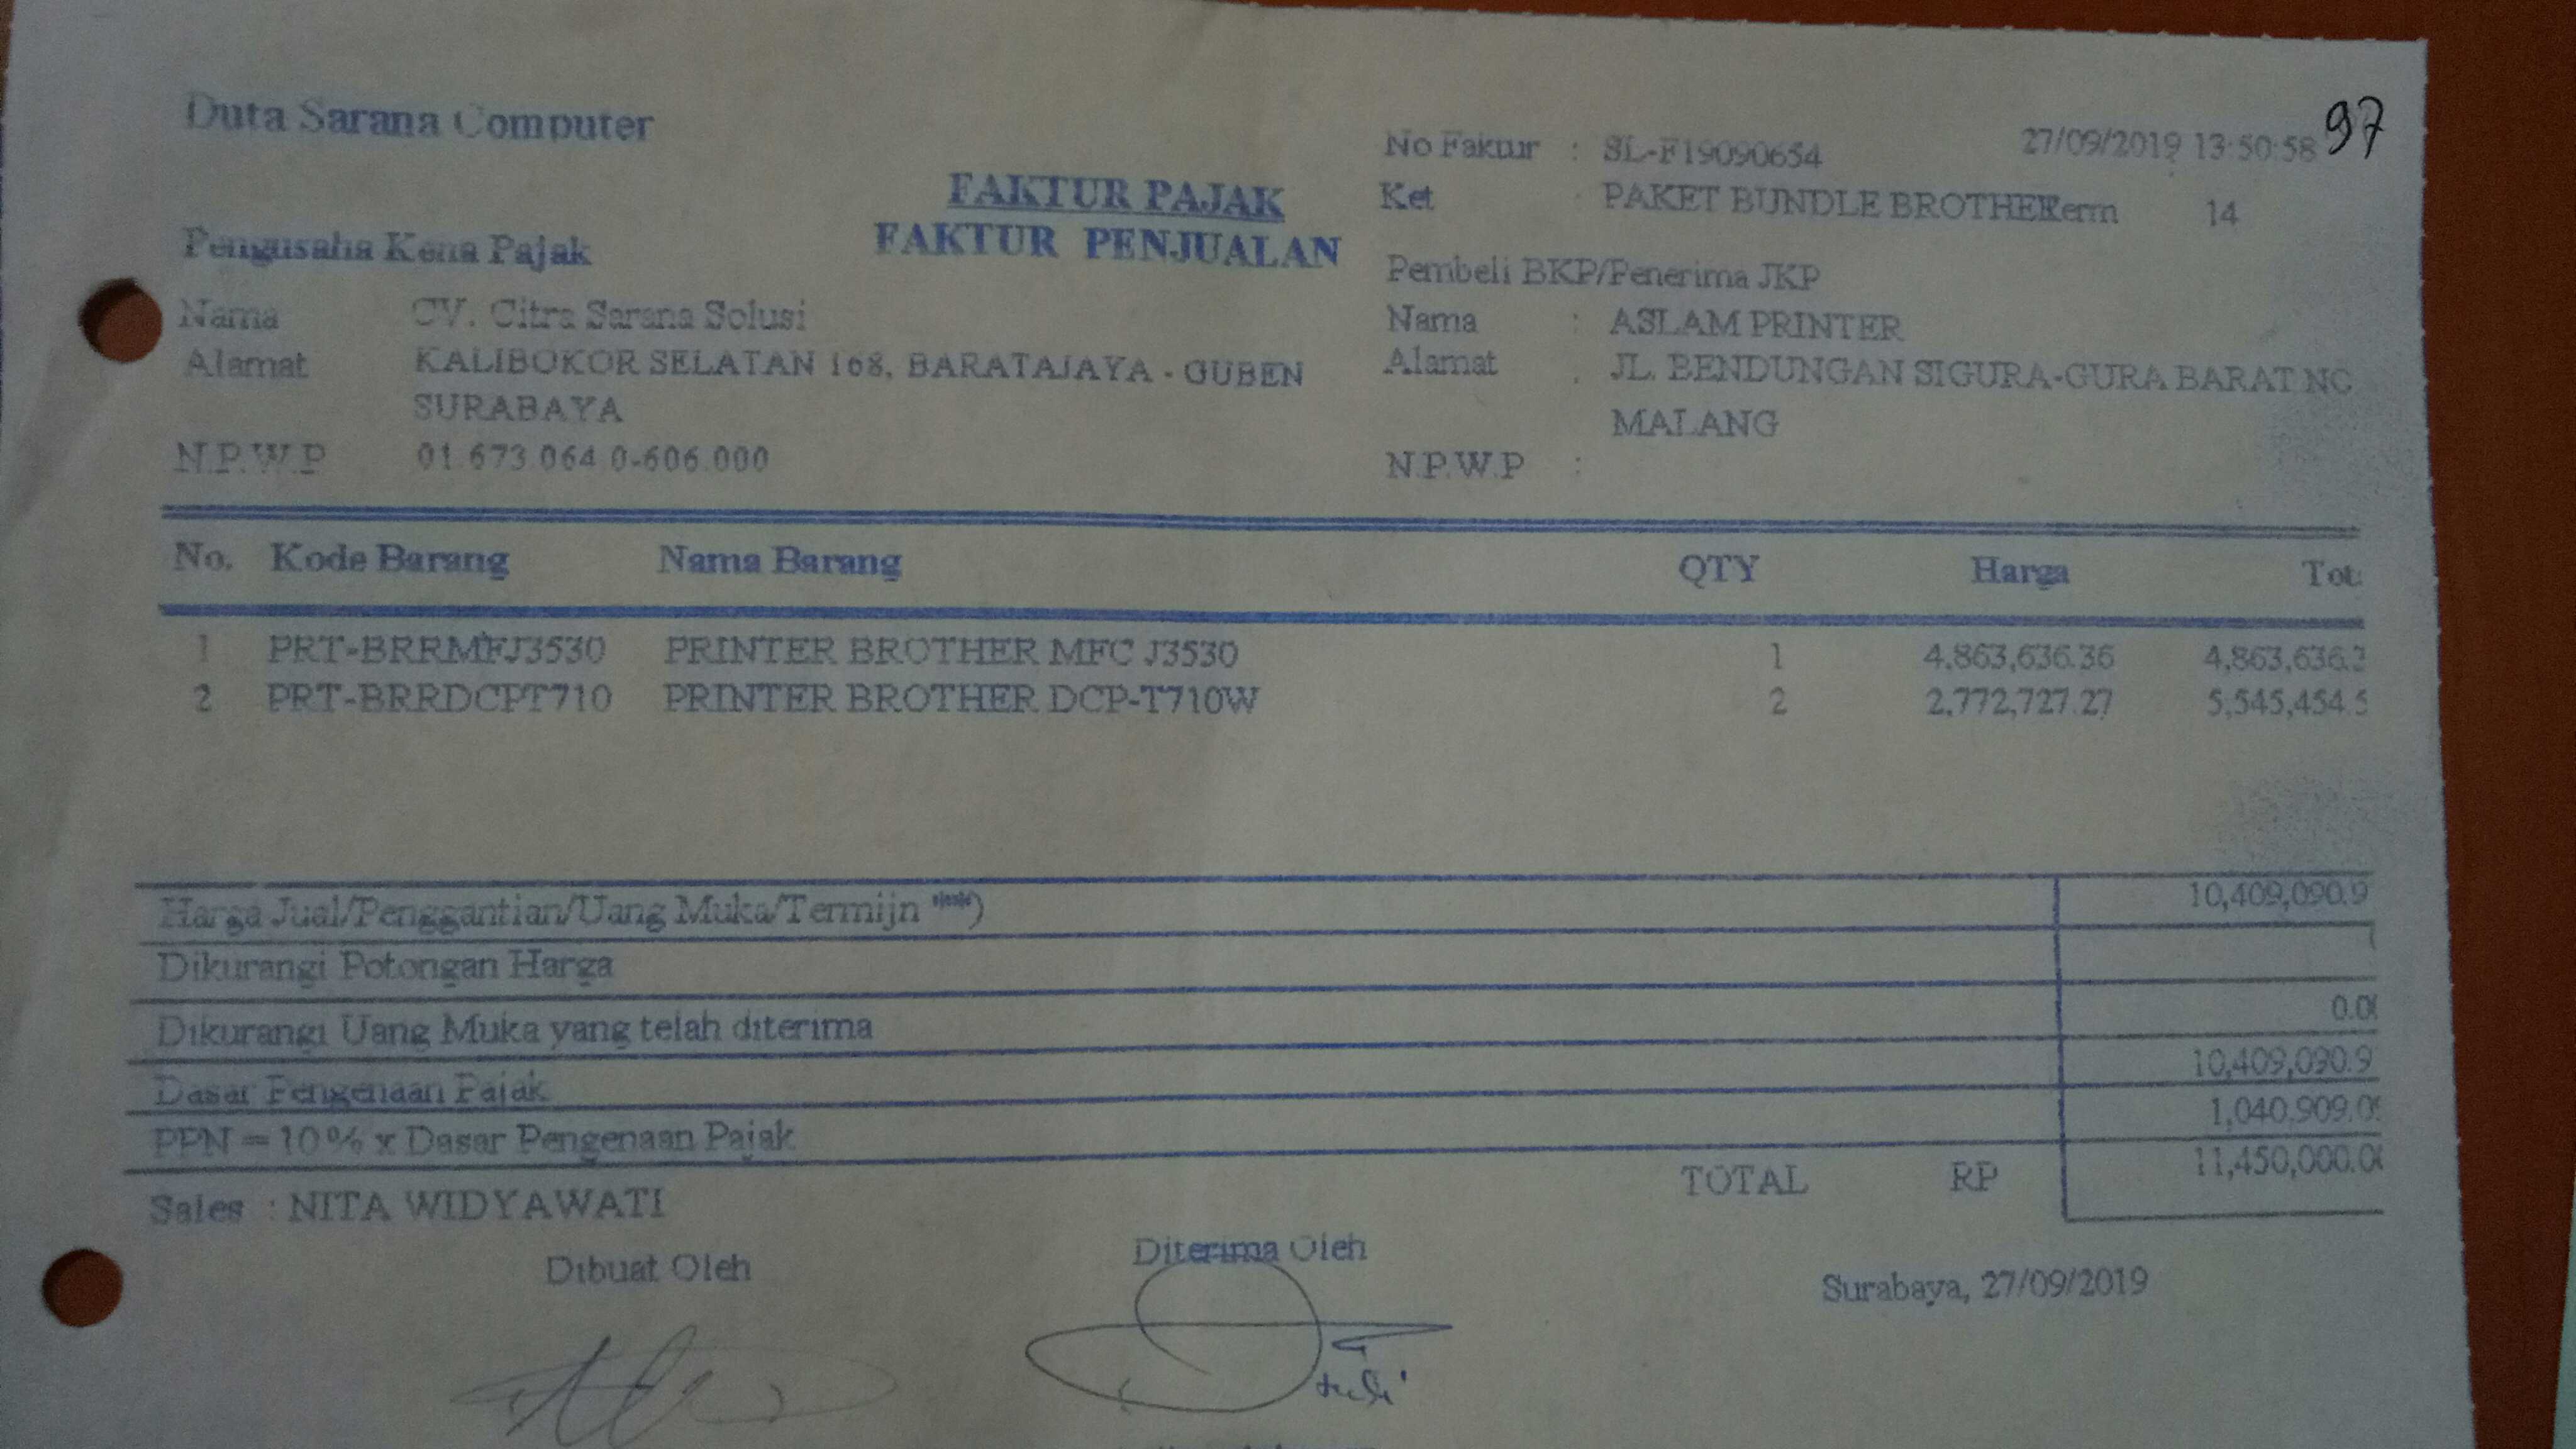 Duta Sarana Computer
97
No Faktur : SL-F19090654 27/09/2019 13:50:58
FAKTUR PAJAK
Ket : PAKET BUNDLE BROTHER 14
FAKTUR PENJUALAN
Pengusaha Kena Pajak
Pembeli BKP/Penerima JKP
Nama CV. Citra Sarana Solusi
Nama : ASLAM PRINTER
Alamat KALIBOKOR SELATAN 168, BARATAJAYA - GUBEN
SURABAYA
Alamat : JL. BENDUNGAN SIGURA-GURA BARAT NO
MALANG
N.P.W.P 01.673.064.0-606.000
N.P.W.P :
No. Kode Barang Nama Barang QTY Harga Tot
1 PRT-BRRMFJ3530 PRINTER BROTHER MFC J3530 1 4,863,636.36 4,863,636.3
2 PRT-BRRDCPT710 PRINTER BROTHER DCP-T710W 2 2,772,727.27 5,545,454.5
Harga Jual/Penggantian/Uang Muka/Termijn **) 10,409,090.9
Dikurangi Potongan Harga
Dikurangi Uang Muka yang telah diterima 0.0
Dasar Pengenaan Pajak 10,409,090.9
PPN = 10% x Dasar Pengenaan Pajak 1,040,909.0
TOTAL RP 11,450,000.0
Sales : NITA WIDYAWATI
Dibuat Oleh
Diterima Oleh
Surabaya, 27/09/2019